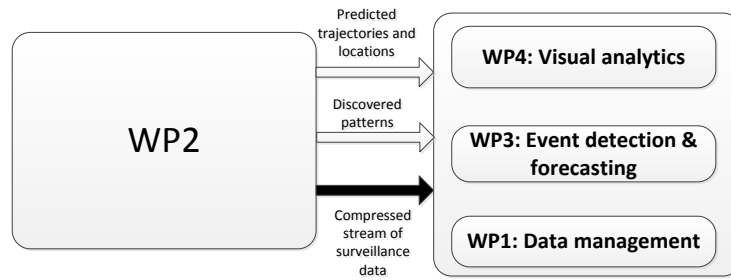 WP2
Predicted
trajectories and
locations
Discovered
patterns
Compressed
stream of
surveillance
data
WP4: Visual analytics
WP3: Event detection &
forecasting
WP1: Data management